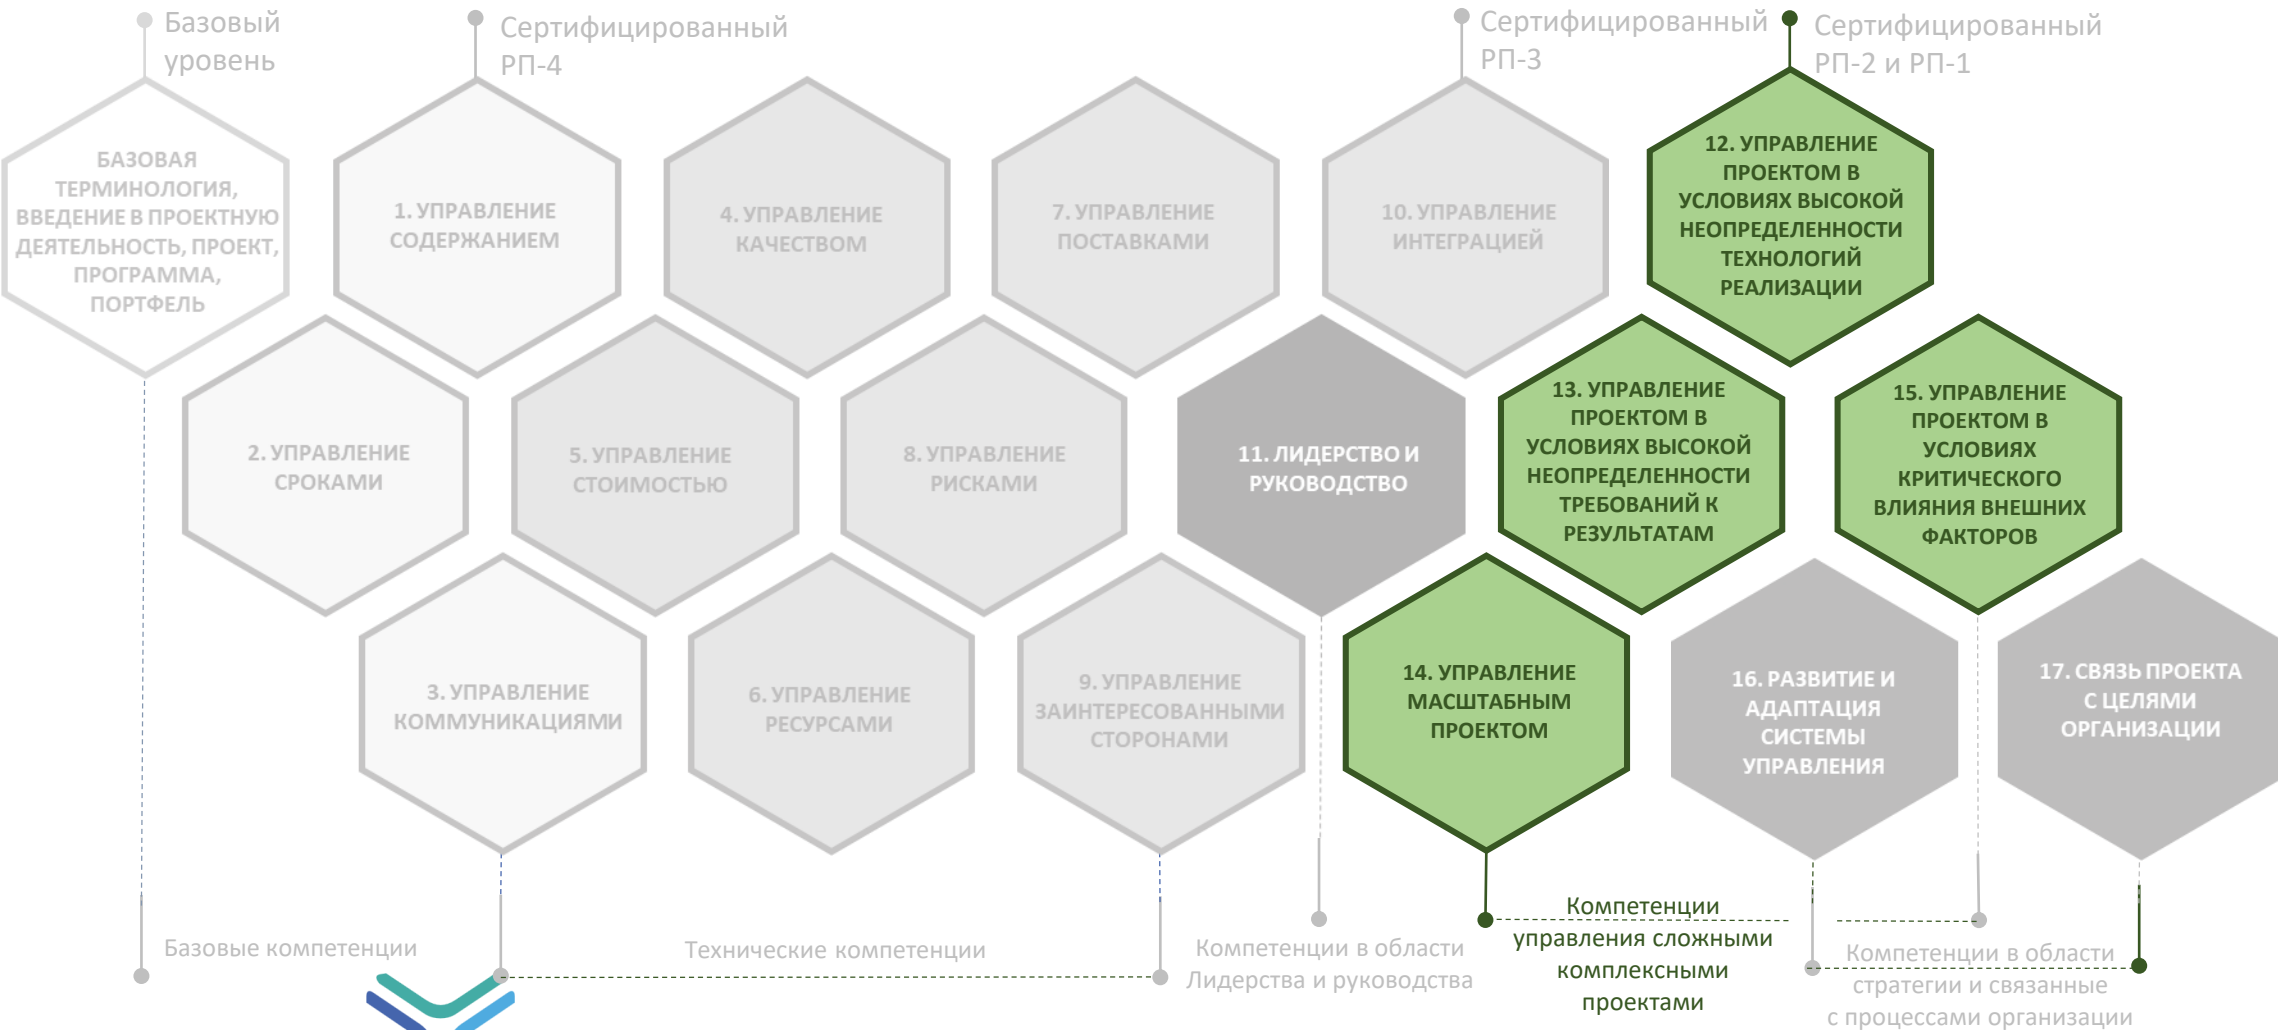 Базовый
уровень
Сертифицированный
РП-4
Сертифицированный
РП-3
Сертифицированный
РП-2 и РП-1
БАЗОВАЯ
ТЕРМИНОЛОГИЯ,
ВВЕДЕНИЕ В ПРОЕКТНУЮ
ДЕЯТЕЛЬНОСТЬ, ПРОЕКТ,
ПРОГРАММА,
ПОРТФЕЛЬ
1. УПРАВЛЕНИЕ
СОДЕРЖАНИЕМ
4. УПРАВЛЕНИЕ
КАЧЕСТВОМ
7. УПРАВЛЕНИЕ
ПОСТАВКАМИ
10. УПРАВЛЕНИЕ
ИНТЕГРАЦИЕЙ
12. УПРАВЛЕНИЕ
ПРОЕКТОМ В
УСЛОВИЯХ ВЫСОКОЙ
НЕОПРЕДЕЛЕННОСТИ
ТЕХНОЛОГИЙ
РЕАЛИЗАЦИИ
2. УПРАВЛЕНИЕ
СРОКАМИ
5. УПРАВЛЕНИЕ
СТОИМОСТЬЮ
8. УПРАВЛЕНИЕ
РИСКАМИ
11. ЛИДЕРСТВО И
РУКОВОДСТВО
13. УПРАВЛЕНИЕ
ПРОЕКТОМ В
УСЛОВИЯХ ВЫСОКОЙ
НЕОПРЕДЕЛЕННОСТИ
ТРЕБОВАНИЙ К
РЕЗУЛЬТАТАМ
15. УПРАВЛЕНИЕ
ПРОЕКТОМ В
УСЛОВИЯХ
КРИТИЧЕСКОГО
ВЛИЯНИЯ ВНЕШНИХ
ФАКТОРОВ
3. УПРАВЛЕНИЕ
КОММУНИКАЦИЯМИ
6. УПРАВЛЕНИЕ
РЕСУРСАМИ
9. УПРАВЛЕНИЕ
ЗАИНТЕРЕСОВАННЫМИ
СТОРОНАМИ
14. УПРАВЛЕНИЕ
МАСШТАБНЫМ
ПРОЕКТОМ
16. РАЗВИТИЕ И
АДАПТАЦИЯ
СИСТЕМЫ
УПРАВЛЕНИЯ
17. СВЯЗЬ ПРОЕКТА
С ЦЕЛЯМИ
ОРГАНИЗАЦИИ
Базовые компетенции
Технические компетенции
Компетенции в области
Лидерства и руководства
Компетенции
управления сложными
комплексными
проектами
Компетенции в области
стратегии и связанные
с процессами организации